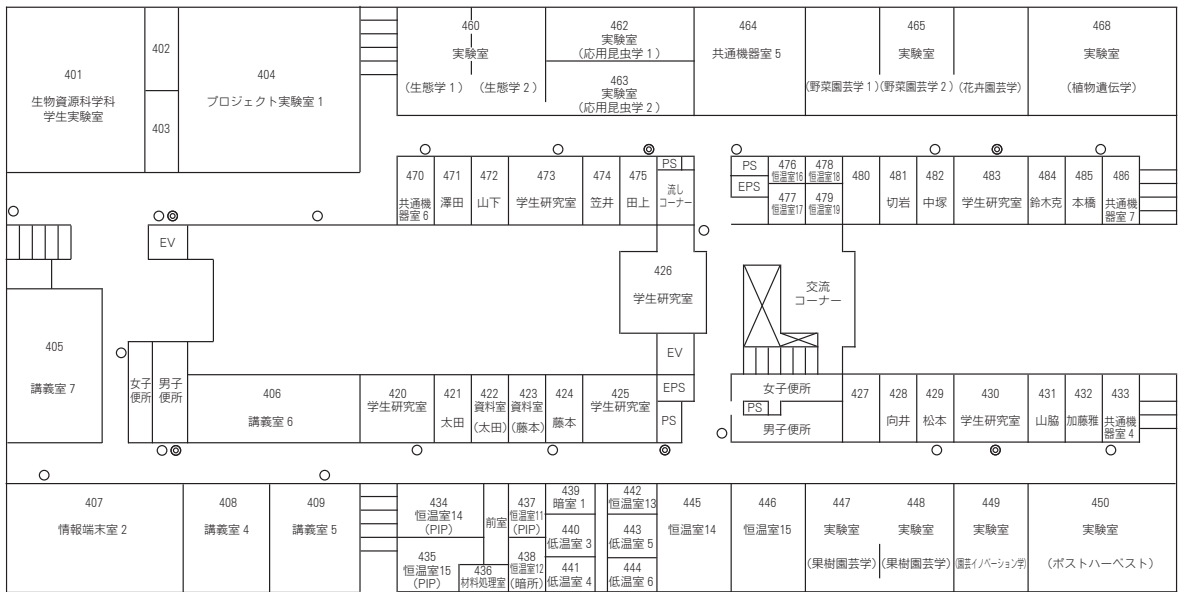 401
生物資源科学科
学生実験室
402
403
404
プロジェクト実験室 1
460
実験室
(生態学 1)
(生態学 2)
462
実験室
(応用昆虫学 1)
463
実験室
(応用昆虫学 2)
464
共通機器室 5
465
実験室
(野菜園芸学 1)
(野菜園芸学 2)
(花卉園芸学)
468
実験室
(植物遺伝学)
470
共通機
器室 6
471
澤田
472
山下
473
学生研究室
474
笠井
475
田上
PS
流し
コーナー
PS
EPS
476
恒温室16
477
恒温室17
478
恒温室18
479
恒温室19
480
481
切岩
482
中塚
483
学生研究室
484
鈴木克
485
本橋
486
共通機
器室 7
EV
426
学生研究室
交流
コーナー
405
講義室 7
女子
便所
男子
便所
406
講義室 6
420
学生研究室
421
太田
422
資料室
(太田)
423
資料室
(藤本)
424
藤本
425
学生研究室
EV
EPS
PS
女子便所
PS
男子便所
427
428
向井
429
松本
430
学生研究室
431
山脇
432
加藤雅
433
共通機
器室 4
407
情報端末室 2
408
講義室 4
409
講義室 5
434
恒温室14
(PIP)
435
恒温室15
(PIP)
前室
436
材料処理室
437
恒温室11
(PIP)
438
恒温室12
(暗所)
439
暗室 1
440
低温室 3
441
低温室 4
442
恒温室13
443
低温室 5
444
低温室 6
445
恒温室14
446
恒温室15
447
実験室
(果樹園芸学)
448
実験室
(果樹園芸学)
449
実験室
(園芸イノベーション学)
450
実験室
(ポストハーベスト)